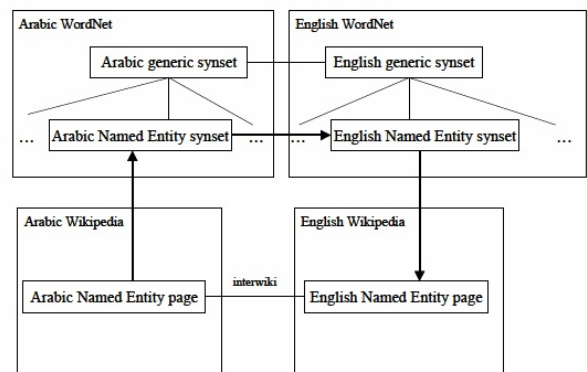 Arabic WordNet
English WordNet
Arabic generic synset
English generic synset
...
Arabic Named Entity synset
...
...
English Named Entity synset
...
Arabic Wikipedia
English Wikipedia
interwiki
Arabic Named Entity page
English Named Entity page